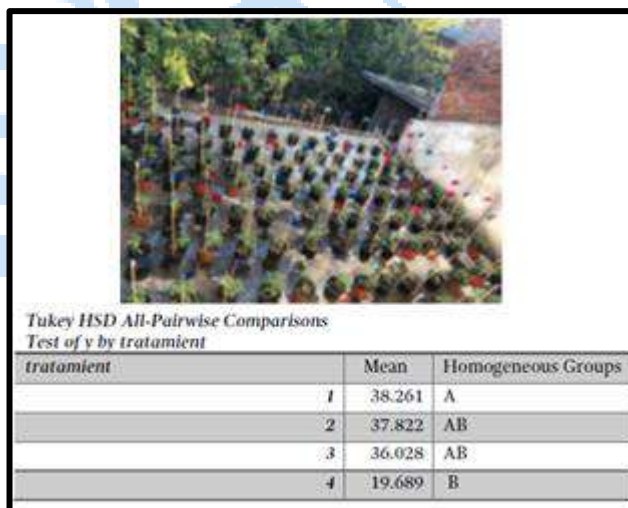 Tukey HSD All-Pairwise Comparisons
Test of y by tratamient
tratamient Mean Homogeneous Groups
1 38.261 A
2 37.822 AB
3 36.028 AB
4 19.689 B